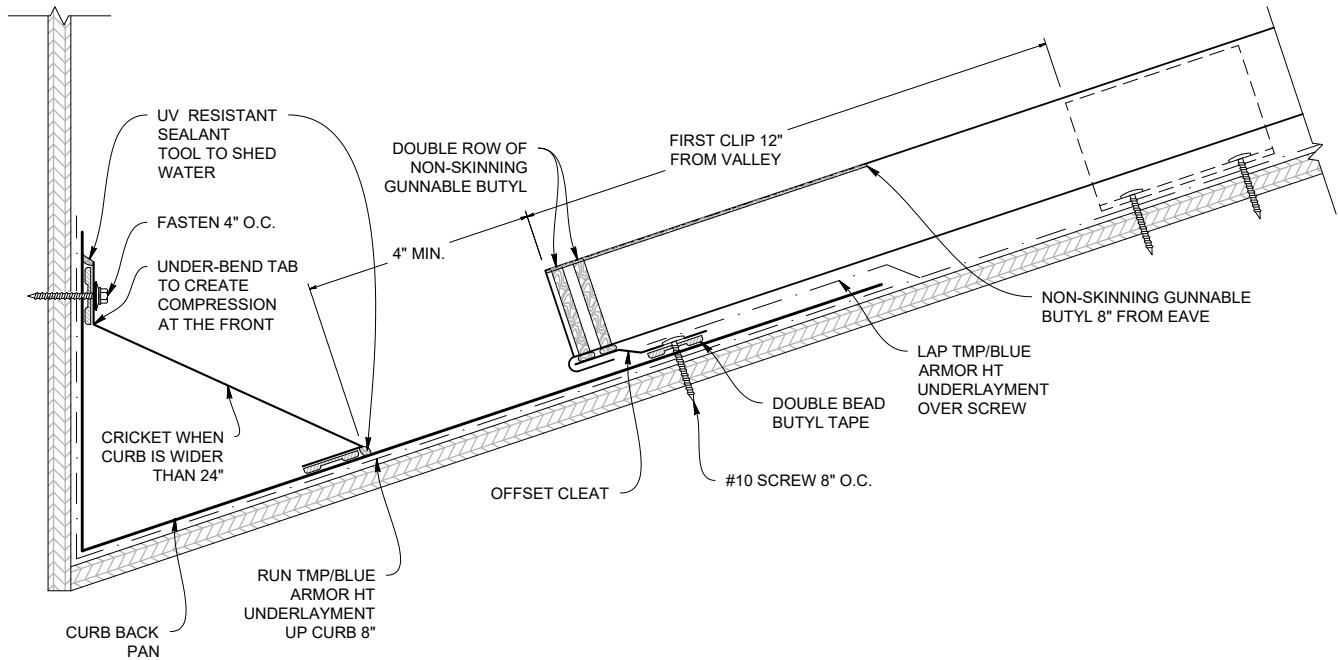 UV RESISTANT
SEALANT
TOOL TO SHED
WATER
FASTEN 4" O.C.
UNDER-BEND TAB
TO CREATE
COMPRESSION
AT THE FRONT
CRICKET WHEN
CURB IS WIDER
THAN 24"
CURB BACK
PAN
RUN TMP/BLUE
ARMOR HT
UNDERLAYMENT
UP CURB 8"
4" MIN.
DOUBLE ROW OF
NON-SKINNING
GUNNABLE BUTYL
FIRST CLIP 12"
FROM VALLEY
NON-SKINNING GUNNABLE
BUTYL 8" FROM EAVE
LAP TMP/BLUE
ARMOR HT
UNDERLAYMENT
OVER SCREW
DOUBLE BEAD
BUTYL TAPE
#10 SCREW 8" O.C.
OFFSET CLEAT